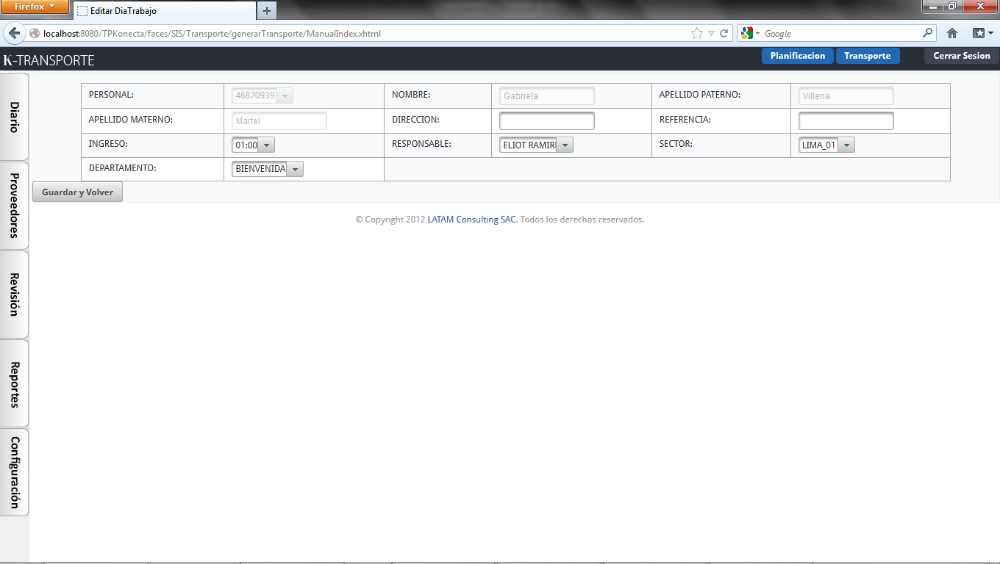 Firefox
Editar DiaTrabajo
localhost:8080/TPKonecta/faces/SIS/Transporte/generarTransporte/ManualIndex.xhtml
Google
K-TRANSPORTE
Planificacion
Transporte
Cerrar Sesion
Diario
Proveedores
Revisión
Reportes
Configuración
PERSONAL: 46870939 NOMBRE: Gabriela APELLIDO PATERNO: Villena
APELLIDO MATERNO: Martel DIRECCION: REFERENCIA:
INGRESO: 01:00 RESPONSABLE: ELIOT RAMIRI SECTOR: LIMA_01
DEPARTAMENTO: BIENVENIDA
Guardar y Volver
© Copyright 2012 LATAM Consulting SAC. Todos los derechos reservados.